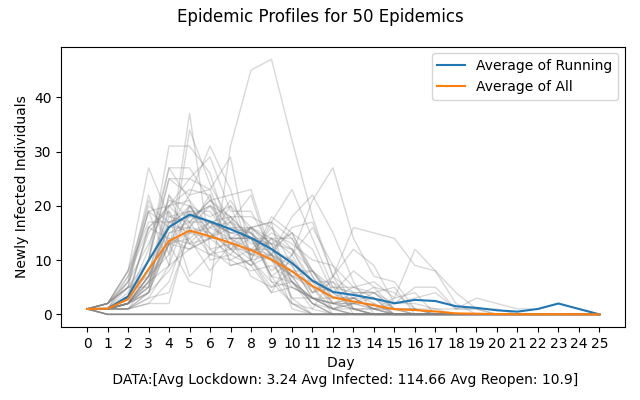 Epidemic Profiles for 50 Epidemics
Average of Running
Average of All
Newly Infected Individuals
40
30
20
10
0
0 1 2 3 4 5 6 7 8 9 10 11 12 13 14 15 16 17 18 19 20 21 22 23 24 25
Day
DATA:[Avg Lockdown: 3.24 Avg Infected: 114.66 Avg Reopen: 10.9]